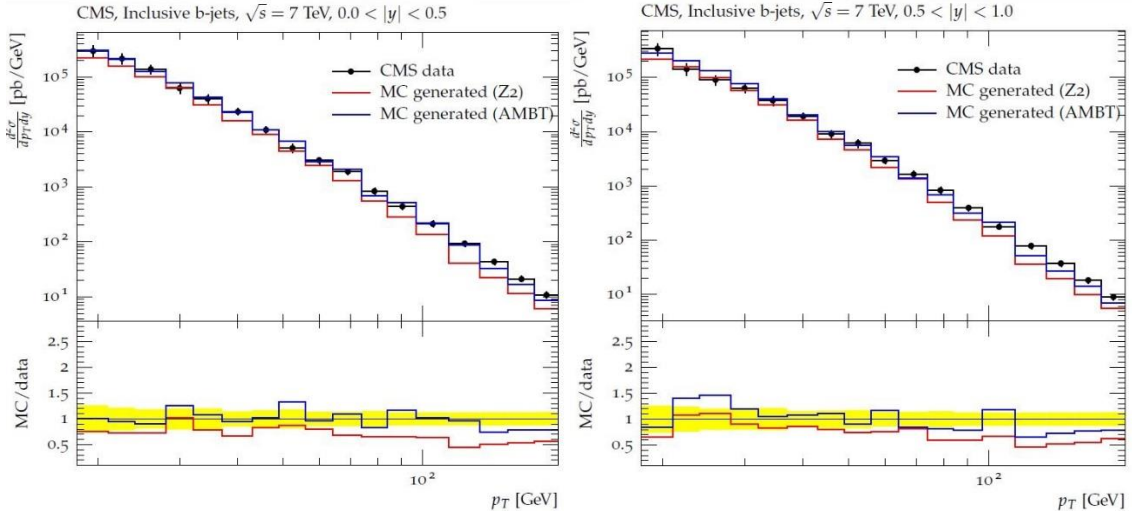 CMS, Inclusive b-jets, √s = 7 TeV, 0.0 < |y| < 0.5
d²σ/dp_T dy [pb/GeV]
10⁵
10⁴
10³
10²
10¹
CMS data
MC generated (Z2)
MC generated (AMBT)
MC/data
2.5
2
1.5
1
0.5
10²
p_T [GeV]
CMS, Inclusive b-jets, √s = 7 TeV, 0.5 < |y| < 1.0
d²σ/dp_T dy [pb/GeV]
10⁵
10⁴
10³
10²
10¹
CMS data
MC generated (Z2)
MC generated (AMBT)
MC/data
2.5
2
1.5
1
0.5
10²
p_T [GeV]